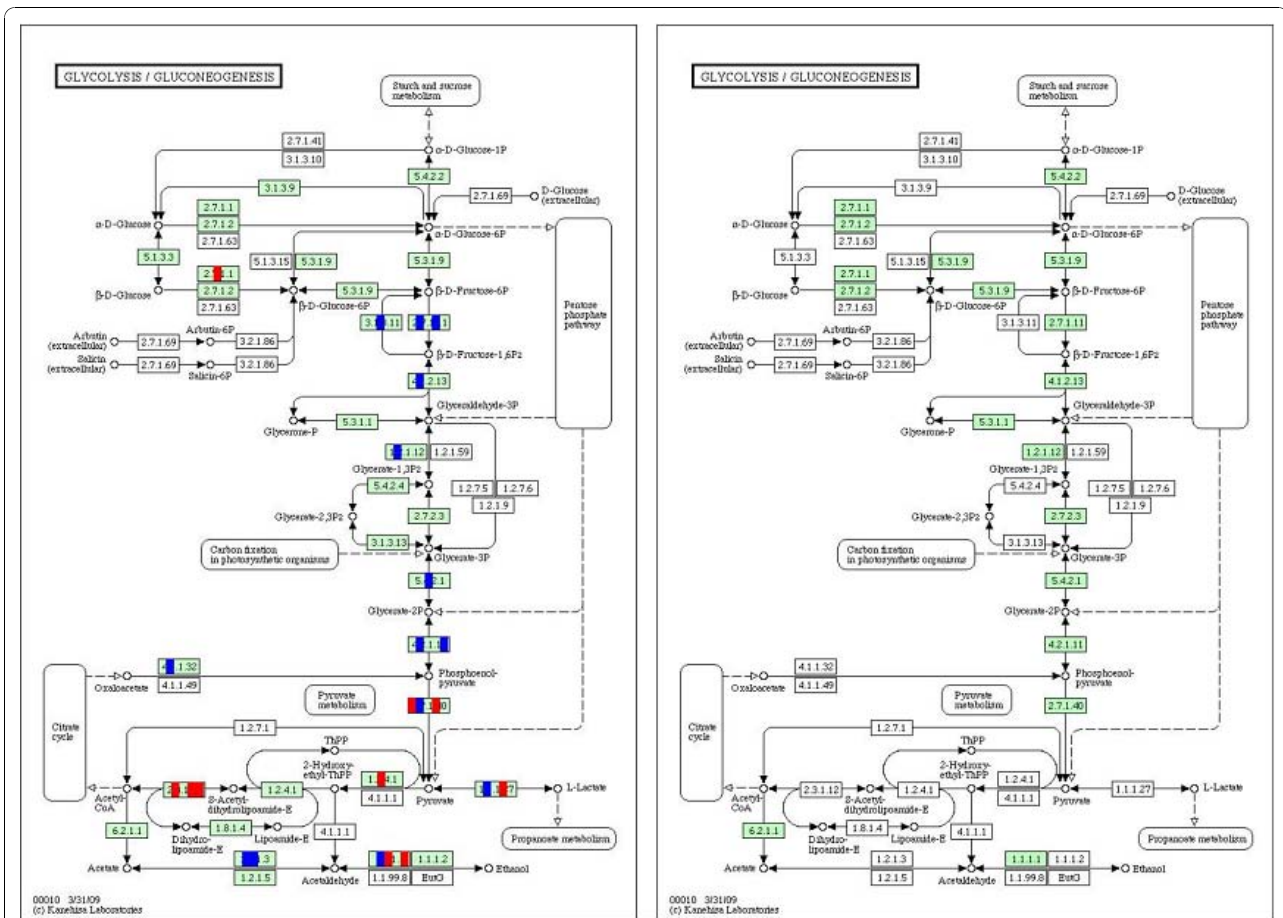 GLYCOLYSIS / GLUCONEOGENESIS
Starch and sucrose
metabolism
2.7.1.41
3.1.3.10
α-D-Glucose-1P
5.4.2.2
3.1.3.9
2.7.1.69
D-Glucose
(extracellular)
2.7.1.1
α-D-Glucose
2.7.1.2
α-D-Glucose-6P
2.7.1.63
5.1.3.3
5.1.3.15
5.3.1.9
5.3.1.9
2.7.1.2
5.3.1.9
β-D-Fructose-6P
β-D-Glucose
β-D-Glucose-6P
2.7.1.63
Pentose
phosphate
pathway
Arbutin
(extracellular)
2.7.1.69
Arbutin-6P
3.2.1.86
Salicin
(extracellular)
2.7.1.69
Salicin-6P
3.2.1.86
β-D-Fructose-1,6P2
Glyceraldehyde-3P
5.3.1.1
Glycerone-P
1.2.1.59
Glycerate-1,3P2
5.4.2.4
1.2.7.5
1.2.7.6
1.2.1.9
Glycerate-2,3P2
2.7.2.3
3.1.3.13
Carbon fixation
in photosynthetic organisms
Glycerate-3P
Glycerate-2P
Oxaloacetate
4.1.1.49
Phosphoenol-
pyruvate
Pyruvate
metabolism
Citrate
cycle
1.2.7.1
ThPP
2-Hydroxy-
ethyl-ThPP
Acetyl-
CoA
S-Acetyl-
dihydrolipoamide-E
1.2.4.1
4.1.1.1
Pyruvate
L-Lactate
6.2.1.1
Dihydro-
lipoamide-E
1.8.1.4
Lipoamide-E
4.1.1.1
Propanoate metabolism
Acetate
1.2.1.5
Acetaldehyde
1.1.1.2
1.1.99.8
EutG
Ethanol
00010 3/31/09
(c) Kanehisa Laboratories
GLYCOLYSIS / GLUCONEOGENESIS
Starch and sucrose
metabolism
2.7.1.41
3.1.3.10
α-D-Glucose-1P
5.4.2.2
3.1.3.9
2.7.1.69
D-Glucose
(extracellular)
2.7.1.1
α-D-Glucose
2.7.1.2
α-D-Glucose-6P
2.7.1.63
5.1.3.3
5.1.3.15
5.3.1.9
5.3.1.9
2.7.1.1
2.7.1.2
5.3.1.9
β-D-Fructose-6P
β-D-Glucose
β-D-Glucose-6P
2.7.1.63
3.1.3.11
2.7.1.11
Pentose
phosphate
pathway
Arbutin
(extracellular)
2.7.1.69
Arbutin-6P
3.2.1.86
Salicin
(extracellular)
2.7.1.69
Salicin-6P
3.2.1.86
β-D-Fructose-1,6P2
4.1.2.13
Glyceraldehyde-3P
5.3.1.1
Glycerone-P
1.2.1.12
1.2.1.59
Glycerate-1,3P2
5.4.2.4
1.2.7.5
1.2.7.6
1.2.1.9
Glycerate-2,3P2
2.7.2.3
3.1.3.13
Carbon fixation
in photosynthetic organisms
Glycerate-3P
5.4.2.1
Glycerate-2P
4.2.1.11
4.1.1.32
Oxaloacetate
4.1.1.49
Phosphoenol-
pyruvate
Pyruvate
metabolism
2.7.1.40
Citrate
cycle
1.2.7.1
ThPP
2-Hydroxy-
ethyl-ThPP
Acetyl-
CoA
2.3.1.12
S-Acetyl-
dihydrolipoamide-E
1.2.4.1
1.2.4.1
4.1.1.1
Pyruvate
1.1.1.27
L-Lactate
6.2.1.1
Dihydro-
lipoamide-E
1.8.1.4
Lipoamide-E
4.1.1.1
Propanoate metabolism
Acetate
1.2.1.3
1.2.1.5
Acetaldehyde
1.1.1.1
1.1.1.2
1.1.99.8
EutG
Ethanol
00010 3/31/09
(c) Kanehisa Laboratories